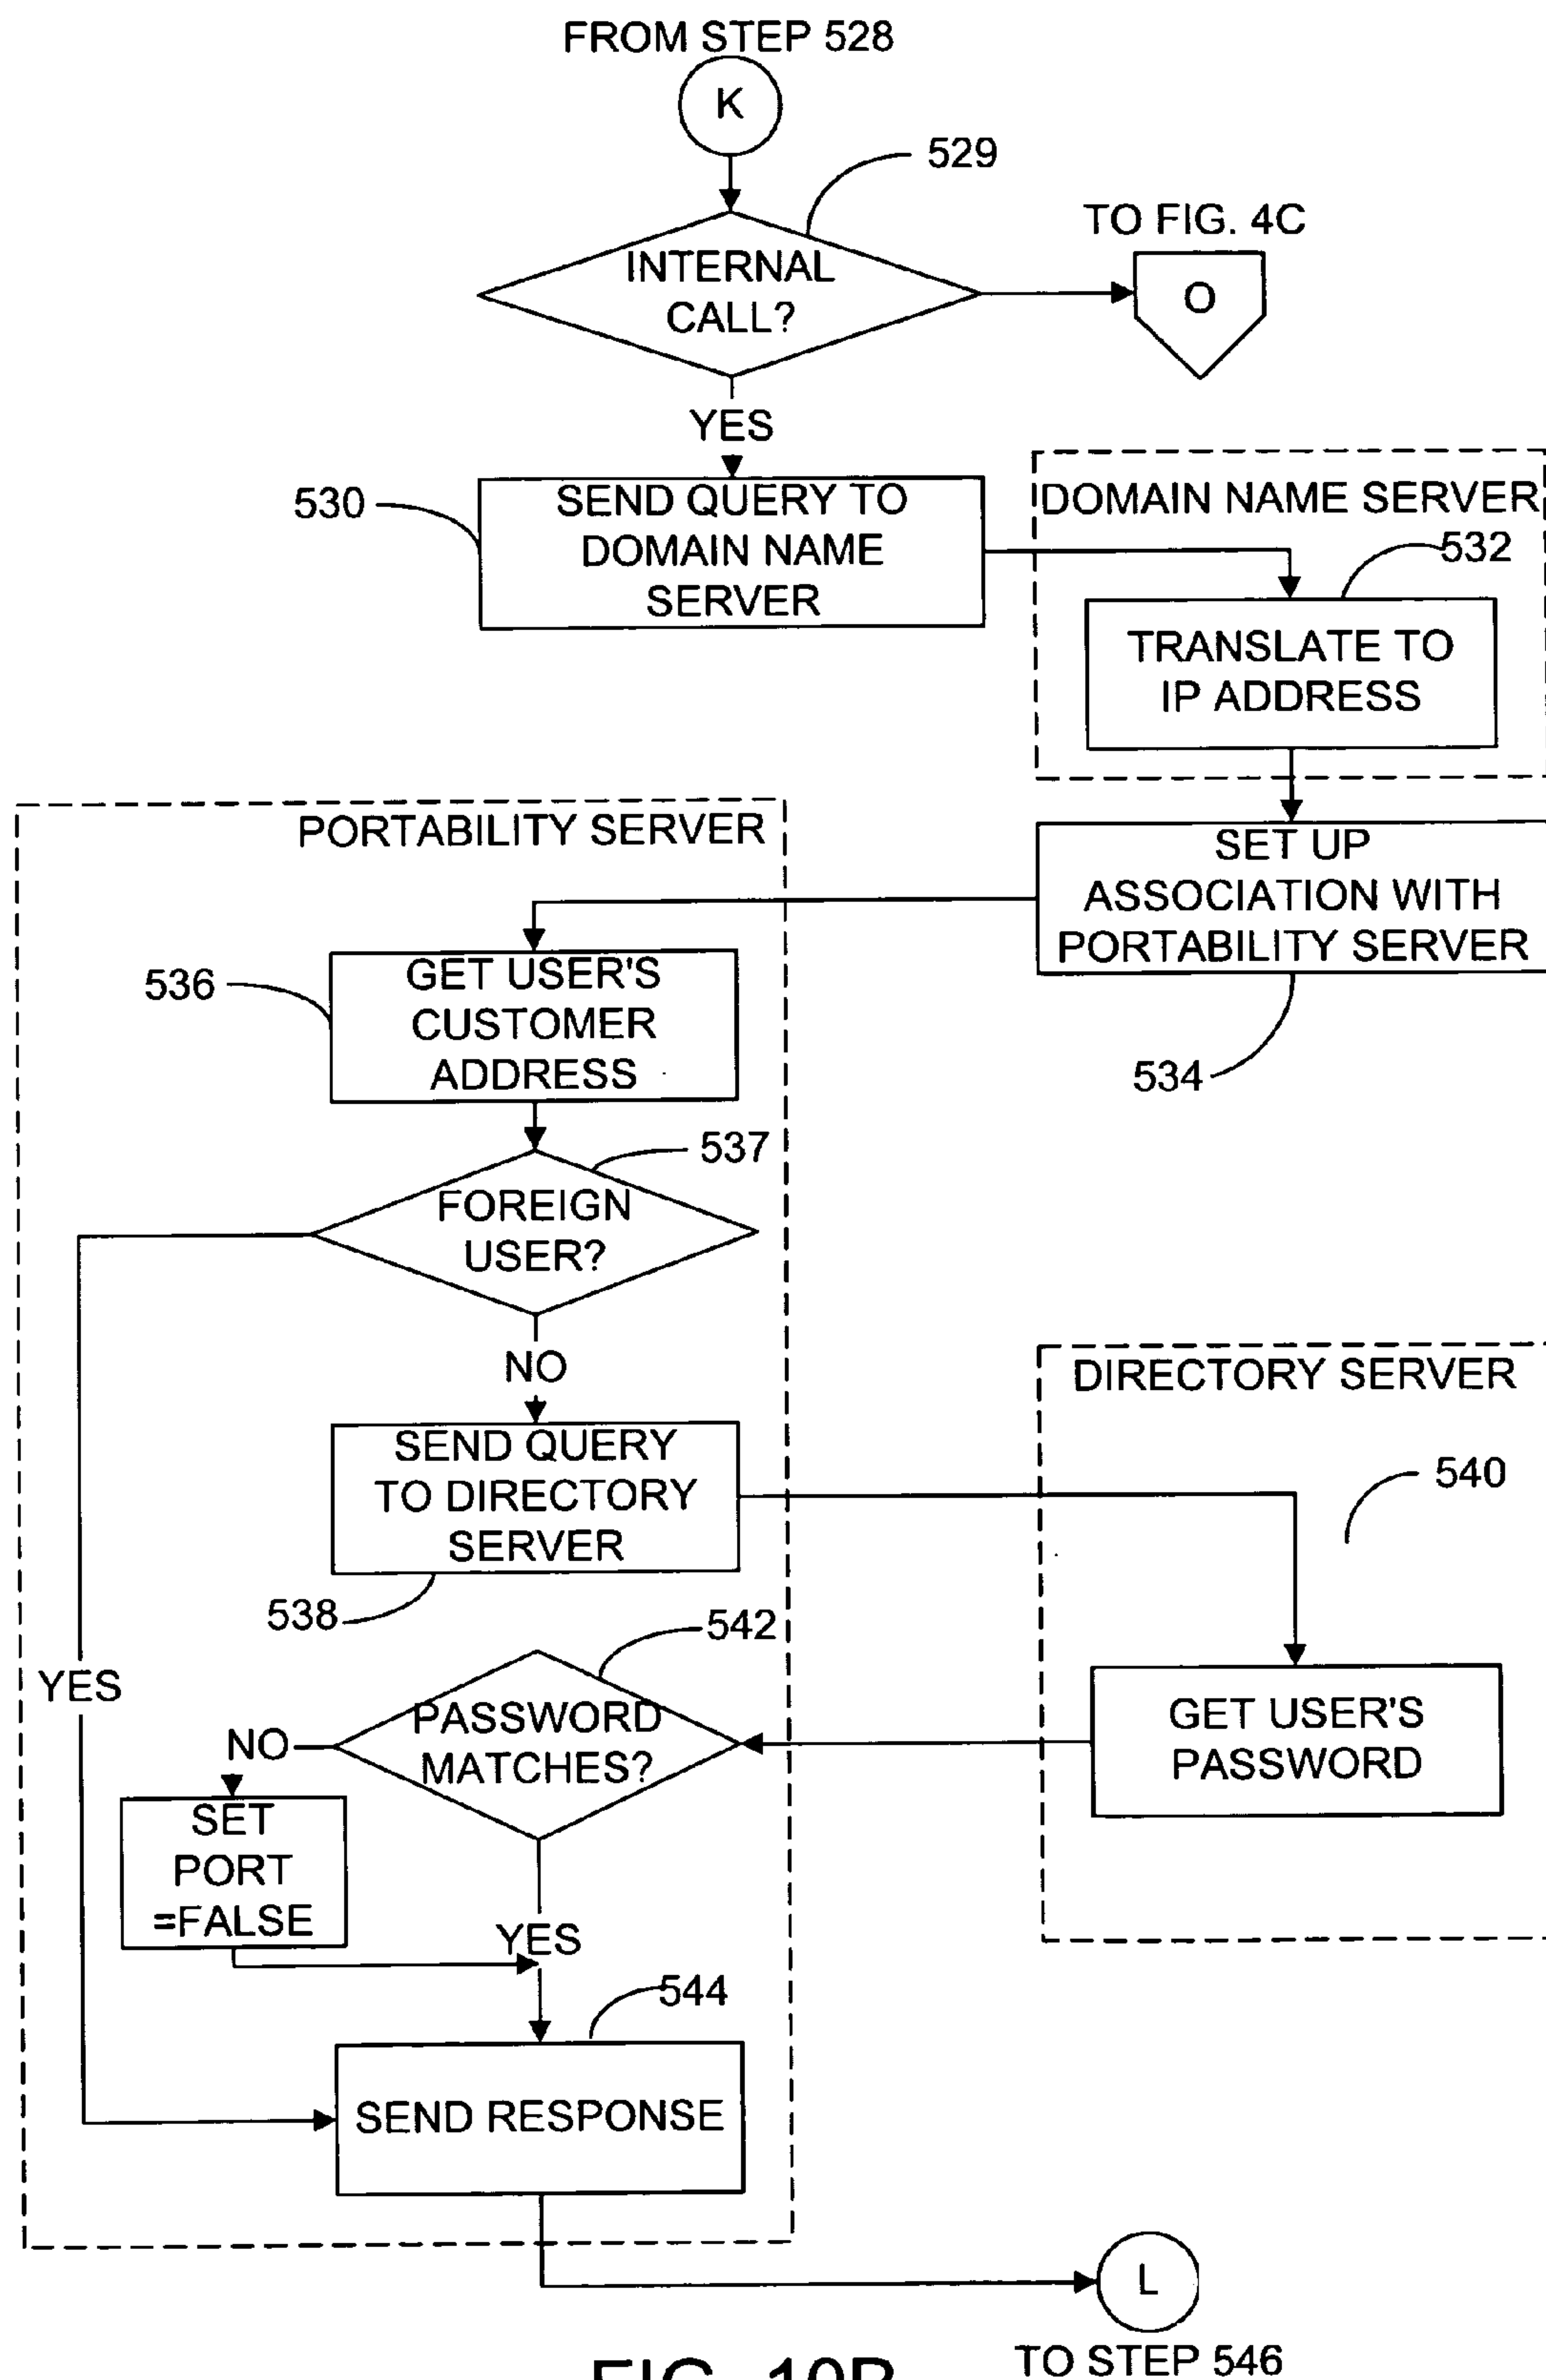 FROM STEP 528
K
529
TO FIG. 4C
INTERNAL
CALL?
O
YES
530
SEND QUERY TO
DOMAIN NAME
SERVER
DOMAIN NAME SERVER
532
TRANSLATE TO
IP ADDRESS
PORTABILITY SERVER
SET UP
ASSOCIATION WITH
PORTABILITY SERVER
534
536
GET USER'S
CUSTOMER
ADDRESS
537
FOREIGN
USER?
NO
DIRECTORY SERVER
SEND QUERY
TO DIRECTORY
SERVER
540
538
542
YES
PASSWORD
MATCHES?
NO
GET USER'S
PASSWORD
SET
PORT
=FALSE
YES
544
SEND RESPONSE
L
TO STEP 546
FIG. 10B